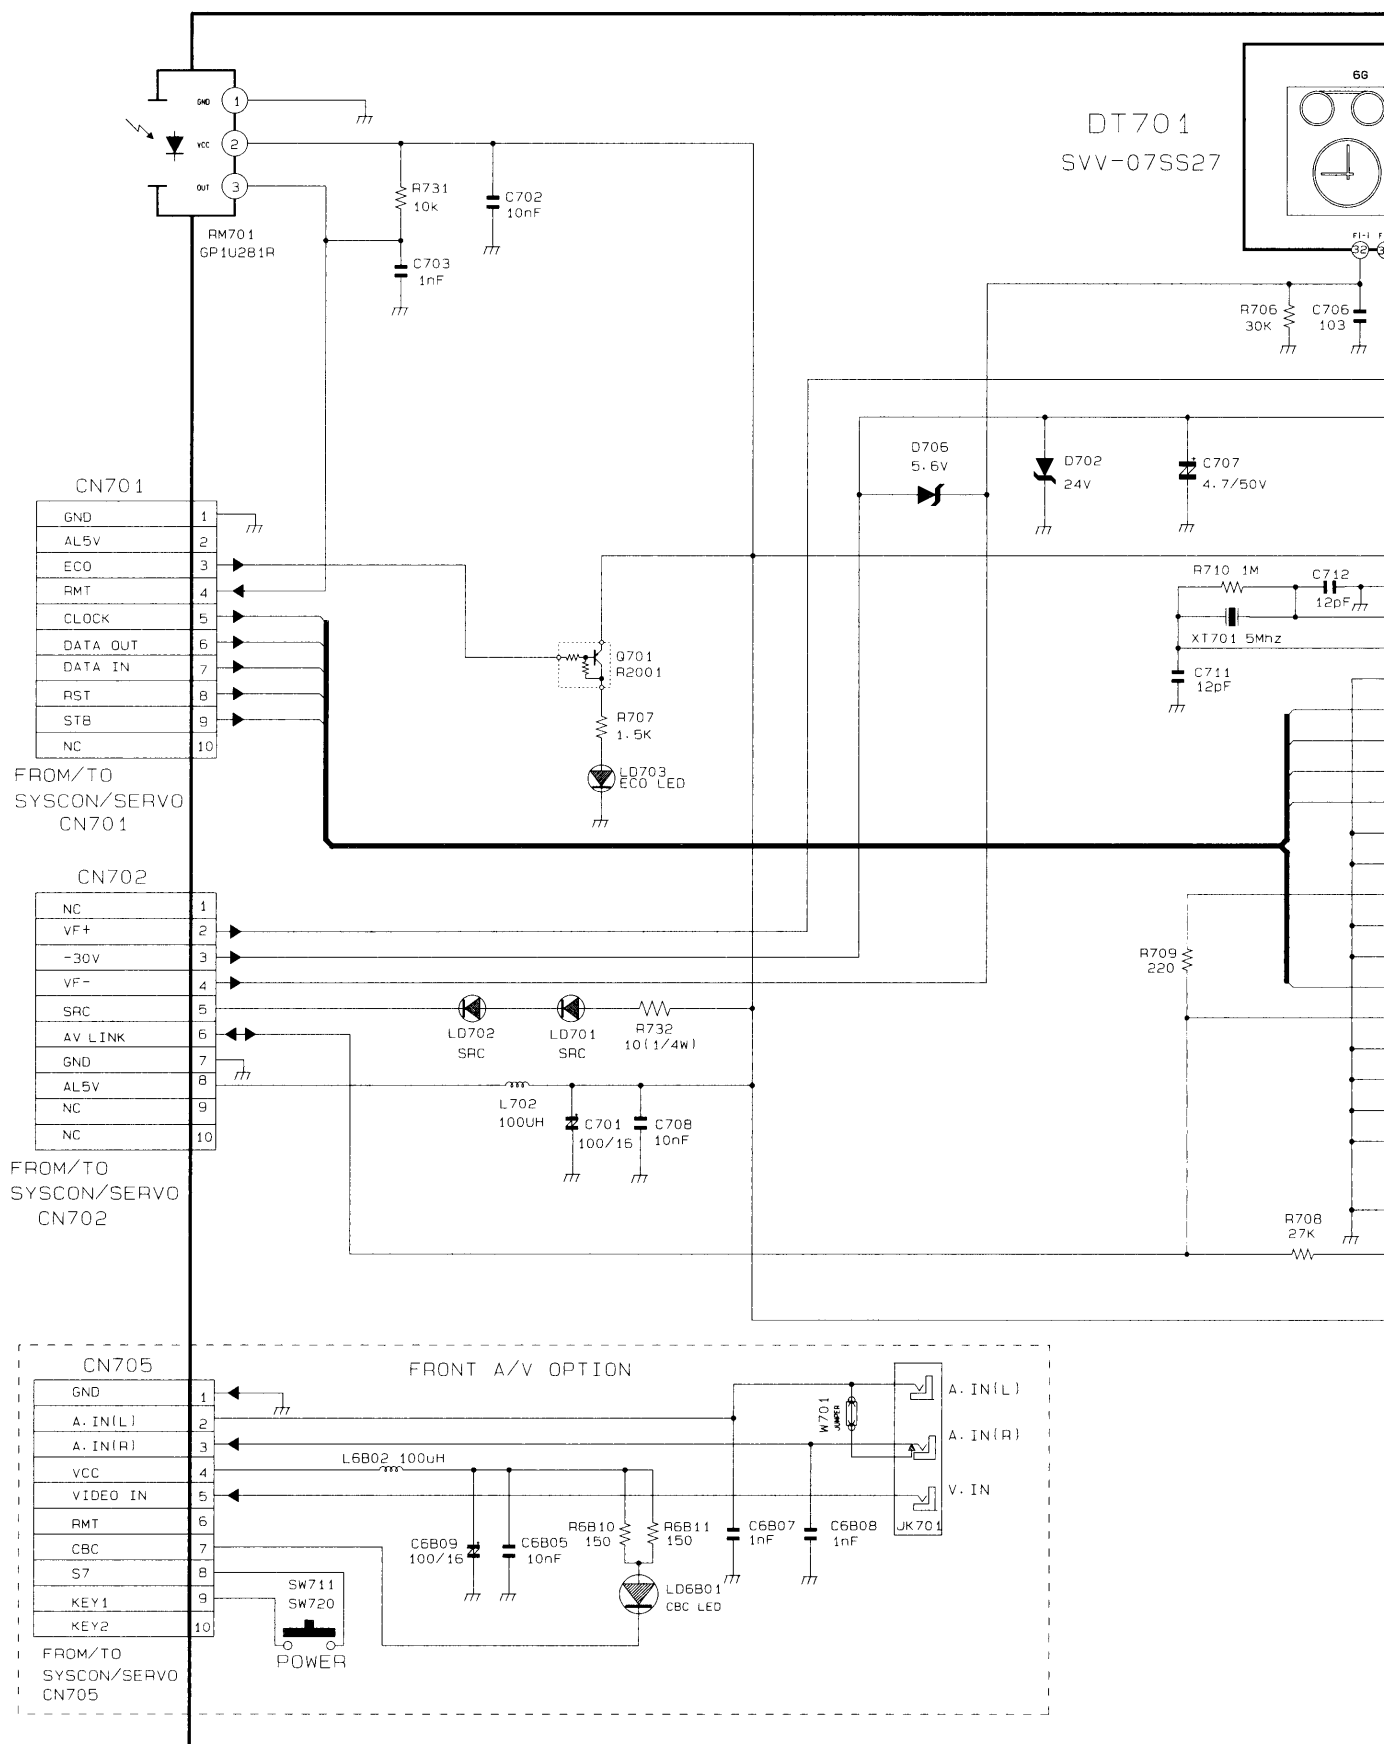 GND 1
VCC 2
OUT 3
RM701
GP1U281R
R731
10K
C702
10nF
C703
1nF
DT701
SVV-07SS27
6G
F1-1
32
R706
30K
C706
103
D706
5.6V
D702
24V
C707
4.7/50V
CN701
GND 1
AL5V 2
ECO 3
RMT 4
CLOCK 5
DATA OUT 6
DATA IN 7
RST 8
STB 9
NC 10
FROM/TO
SYSCON/SERVO
CN701
Q701
R2001
R707
1.5K
LD703
ECO LED
R710 1M
C712
12pF
XT701 5Mhz
C711
12pF
CN702
NC 1
VF+ 2
-30V 3
VF- 4
SRC 5
AV LINK 6
GND 7
AL5V 8
NC 9
NC 10
FROM/TO
SYSCON/SERVO
CN702
LD702
SRC
LD701
SRC
R732
10(1/4W)
L702
100UH
C701
100/16
C708
10nF
R709
220
R708
27K
CN705
FRONT A/V OPTION
GND 1
A.IN(L) 2
A.IN(R) 3
VCC 4
VIDEO IN 5
RMT 6
CBC 7
S7 8
KEY1 9
KEY2 10
FROM/TO
SYSCON/SERVO
CN705
L6B02 100uH
C6B09
100/16
C6B05
10nF
R6B10
150
R6B11
150
C6B07
1nF
C6B08
1nF
LD6B01
CBC LED
SW711
SW720
POWER
W701
JUMPER
A.IN(L)
A.IN(R)
V.IN
JK701